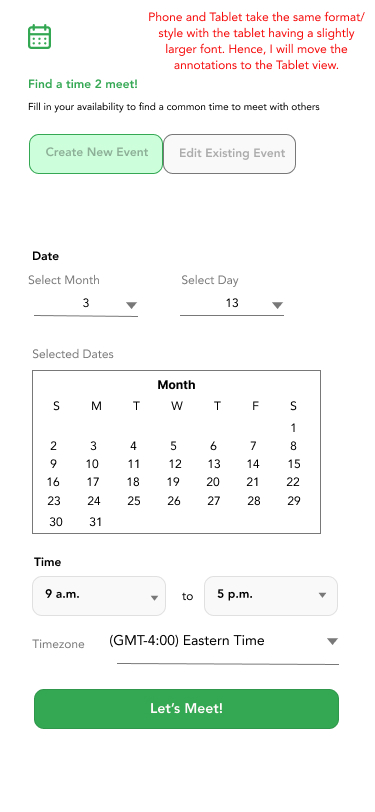 Phone and Tablet take the same format/
style with the tablet having a slightly
larger font. Hence, I will move the
annotations to the Tablet view.
Find a time 2 meet!
Fill in your availability to find a common time to meet with others
Create New Event Edit Existing Event
Date
Select Month Select Day
3 13
Selected Dates
Month
S M T W T F S
1
2 3 4 5 6 7 8
9 10 11 12 13 14 15
16 17 18 19 20 21 22
23 24 25 26 27 28 29
30 31
Time
9 a.m. to 5 p.m.
Timezone (GMT-4:00) Eastern Time
Let's Meet!